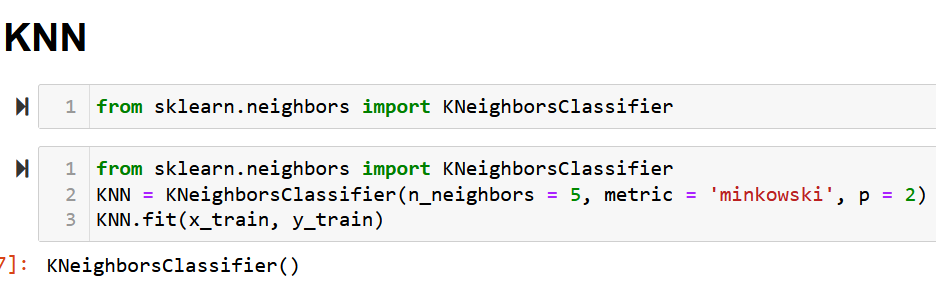 KNN
1 from sklearn.neighbors import KNeighborsClassifier
1 from sklearn.neighbors import KNeighborsClassifier
2 KNN = KNeighborsClassifier(n_neighbors = 5, metric = 'minkowski', p = 2)
3 KNN.fit(x_train, y_train)
7]: KNeighborsClassifier()